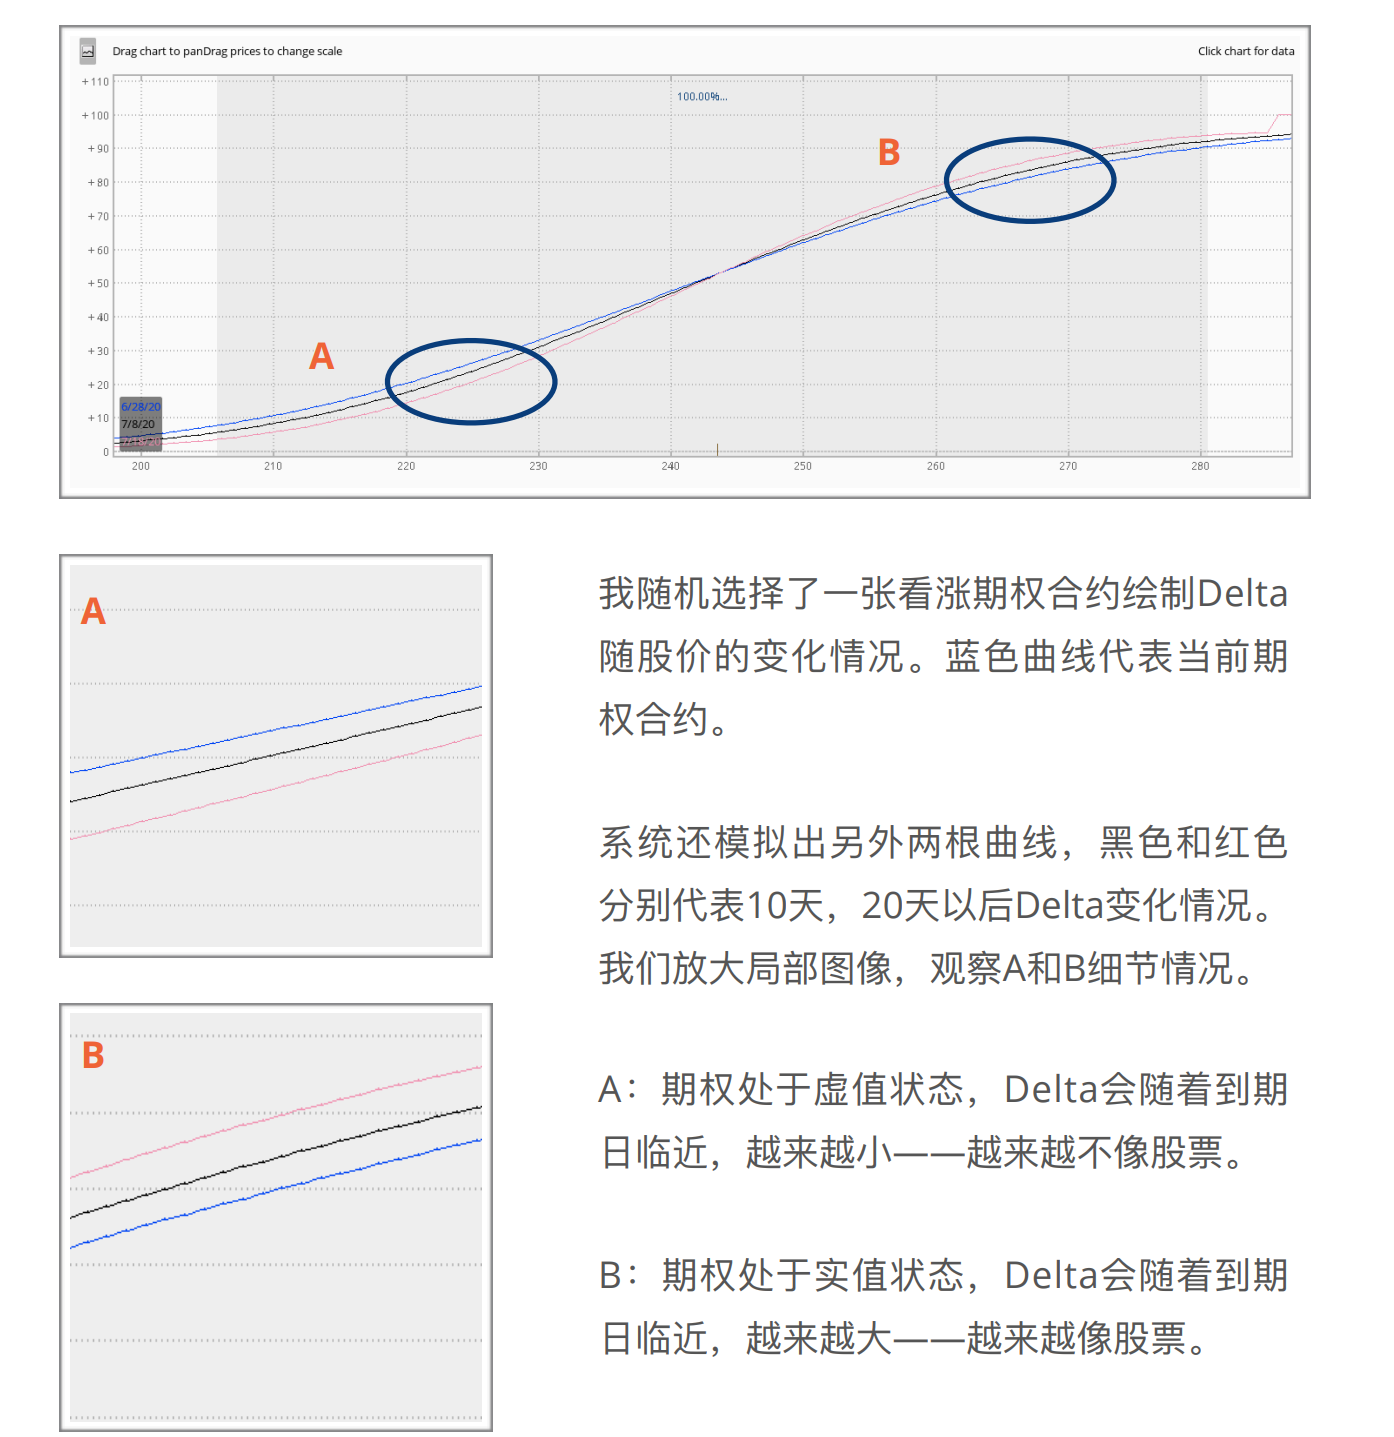 Drag chart to panDrag prices to change scale
Click chart for data
+110
100.00%...
+100
B
+90
+80
+70
+60
+50
+40
A
+30
+20
6/28/20
+10
7/8/20
0
200 210 220 230 240 250 260 270 280
A
B
我随机选择了一张看涨期权合约绘制Delta
随股价的变化情况。蓝色曲线代表当前期
权合约。
系统还模拟出另外两根曲线，黑色和红色
分别代表10天，20天以后Delta变化情况。
我们放大局部图像，观察A和B细节情况。
A：期权处于虚值状态，Delta会随着到期
日临近，越来越小——越来越不像股票。
B：期权处于实值状态，Delta会随着到期
日临近，越来越大——越来越像股票。